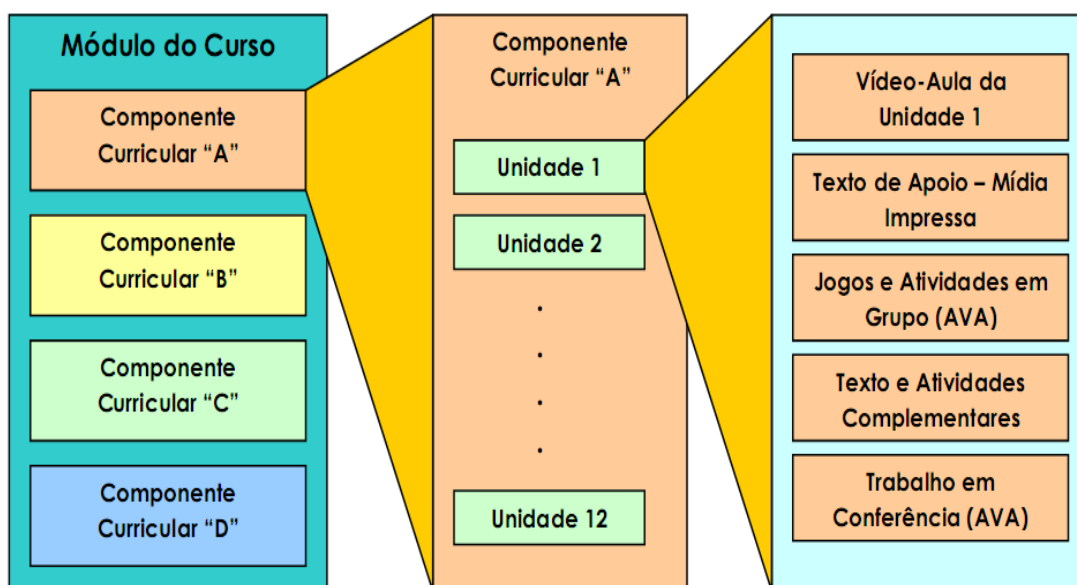 Módulo do Curso
Componente
Curricular “A”
Componente
Curricular “B”
Componente
Curricular “C”
Componente
Curricular “D”
Componente
Curricular “A”
Unidade 1
Unidade 2
.
.
.
.
Unidade 12
Vídeo-Aula da
Unidade 1
Texto de Apoio – Mídia
Impressa
Jogos e Atividades em
Grupo (AVA)
Texto e Atividades
Complementares
Trabalho em
Conferência (AVA)